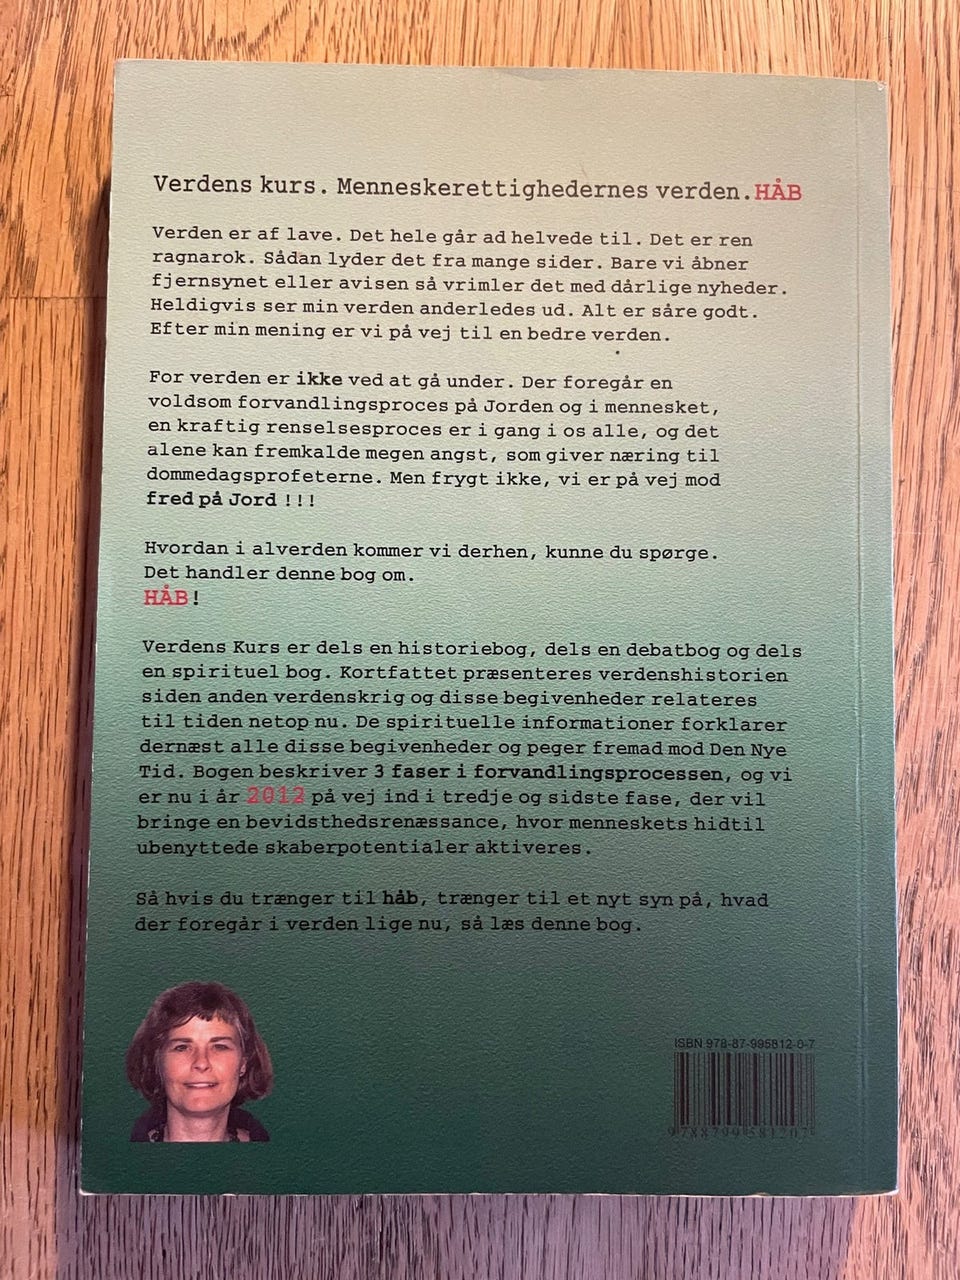 Verdens kurs. Menneskerettighedernes verden. HÅB
Verden er af lave. Det hele går ad helvede til. Det er ren
ragnarok. Sådan lyder det fra mange sider. Bare vi åbner
fjernsynet eller avisen så vrimler det med dårlige nyheder.
Heldigvis ser min verden anderledes ud. Alt er såre godt.
Efter min mening er vi på vej til en bedre verden.
For verden er ikke ved at gå under. Der foregår en
voldsom forvandlingsproces på Jorden og i mennesket,
en kraftig renselsesproces er i gang i os alle, og det
alene kan fremkalde megen angst, som giver næring til
dommedagsprofeterne. Men frygt ikke, vi er på vej mod
fred på Jord !!!
Hvordan i alverden kommer vi derhen, kunne du spørge.
Det handler denne bog om.
HÅB!
Verdens Kurs er dels en historiebog, dels en debatbog og dels
en spirituel bog. Kortfattet præsenteres verdenshistorien
siden anden verdenskrig og disse begivenheder relateres
til tiden netop nu. De spirituelle informationer forklarer
dernæst alle disse begivenheder og peger fremad mod Den Nye
Tid. Bogen beskriver 3 faser i forvandlingsprocessen, og vi
er nu i år 2012 på vej ind i tredje og sidste fase, der vil
bringe en bevidsthedsrenæssance, hvor menneskets hidtil
ubenyttede skaberpotentialer aktiveres.
Så hvis du trænger til håb, trænger til et nyt syn på, hvad
der foregår i verden lige nu, så læs denne bog.
ISBN 978-87-995812-0-7
9788799581207